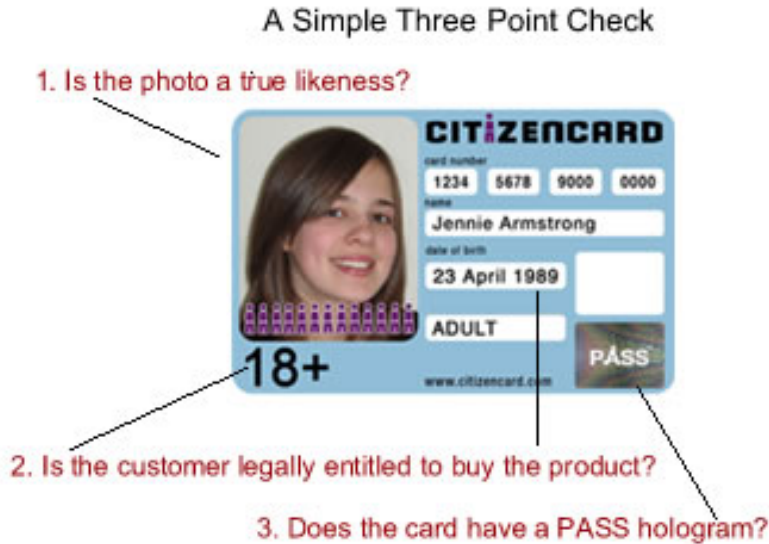 A Simple Three Point Check
1. Is the photo a true likeness?
CITIZENCARD
card number
1234 5678 9000 0000
name
Jennie Armstrong
date of birth
23 April 1989
ADULT
PASS
18+
www.citizencard.com
2. Is the customer legally entitled to buy the product?
3. Does the card have a PASS hologram?